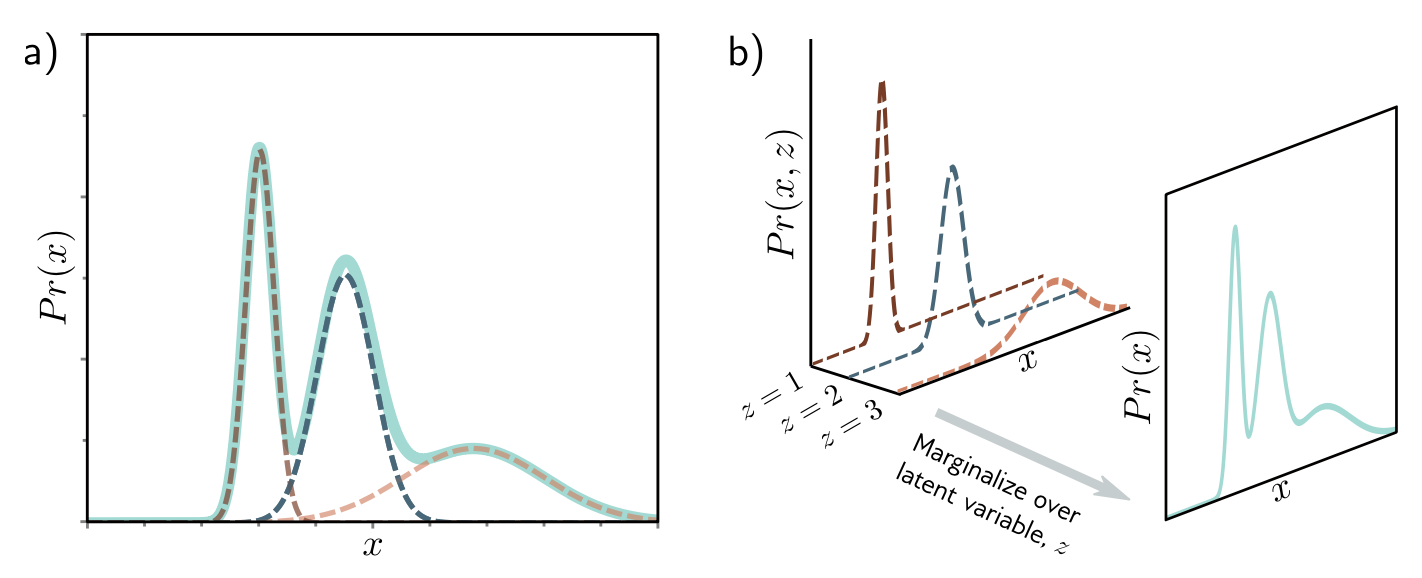 a)
Pr(x)
x
b)
Pr(x, z)
z = 1
z = 2
z = 3
x
Marginalize over
latent variable, z
Pr(x)
x